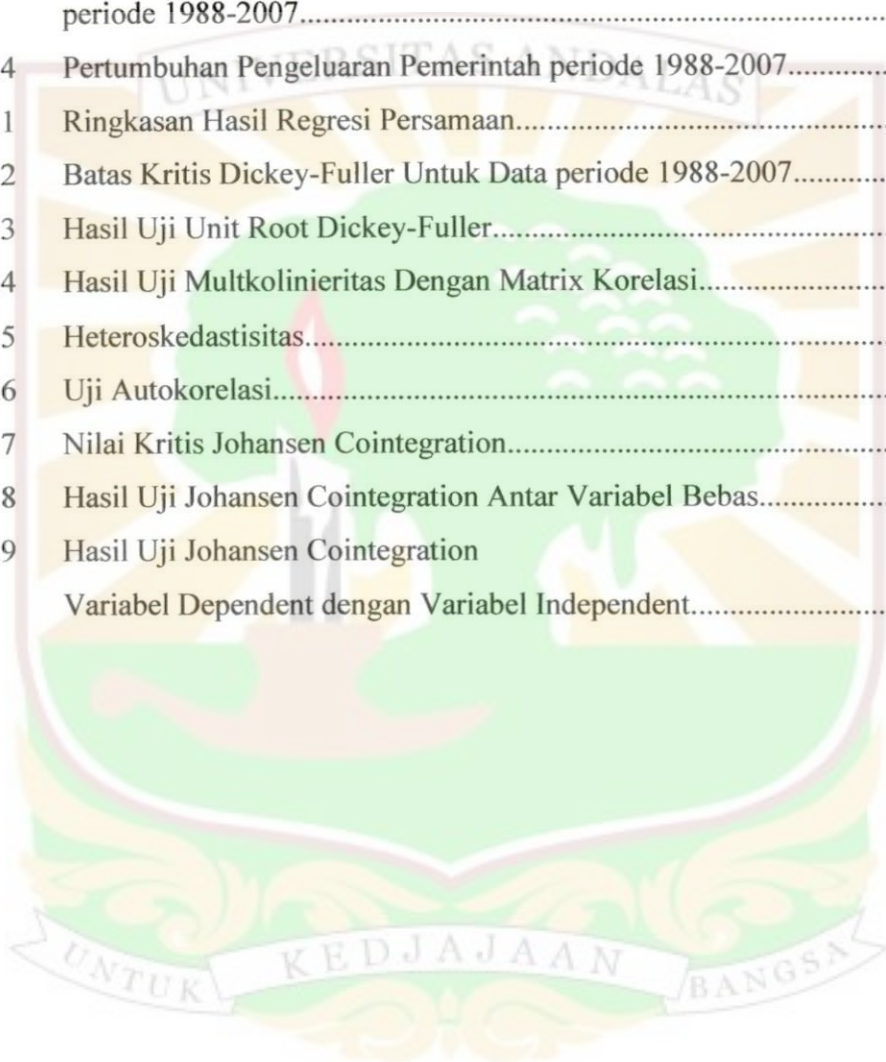 periode 1988-2007........................................................................
UNIVERSITAS ANDALAS
4 Pertumbuhan Pengeluaran Pemerintah periode 1988-2007.............
1 Ringkasan Hasil Regresi Persamaan................................................
2 Batas Kritis Dickey-Fuller Untuk Data periode 1988-2007............
3 Hasil Uji Unit Root Dickey-Fuller...................................................
4 Hasil Uji Multkolinieritas Dengan Matrix Korelasi........................
5 Heteroskedastisitas..........................................................................
6 Uji Autokorelasi..............................................................................
7 Nilai Kritis Johansen Cointegration.................................................
8 Hasil Uji Johansen Cointegration Antar Variabel Bebas................
9 Hasil Uji Johansen Cointegration
Variabel Dependent dengan Variabel Independent.........................
UNTUK KEDJAJAAN BANGSA